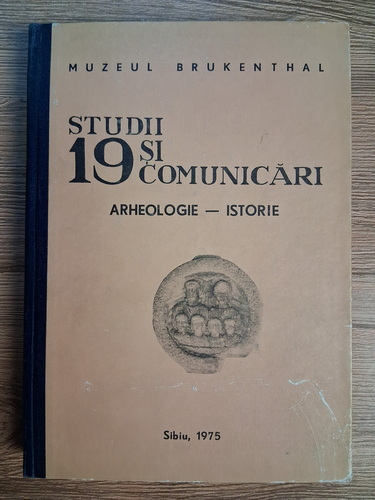 MUZEUL BRUKENTHAL
STUDII
19 ȘI
COMUNICĂRI
ARHEOLOGIE — ISTORIE
Sibiu, 1975